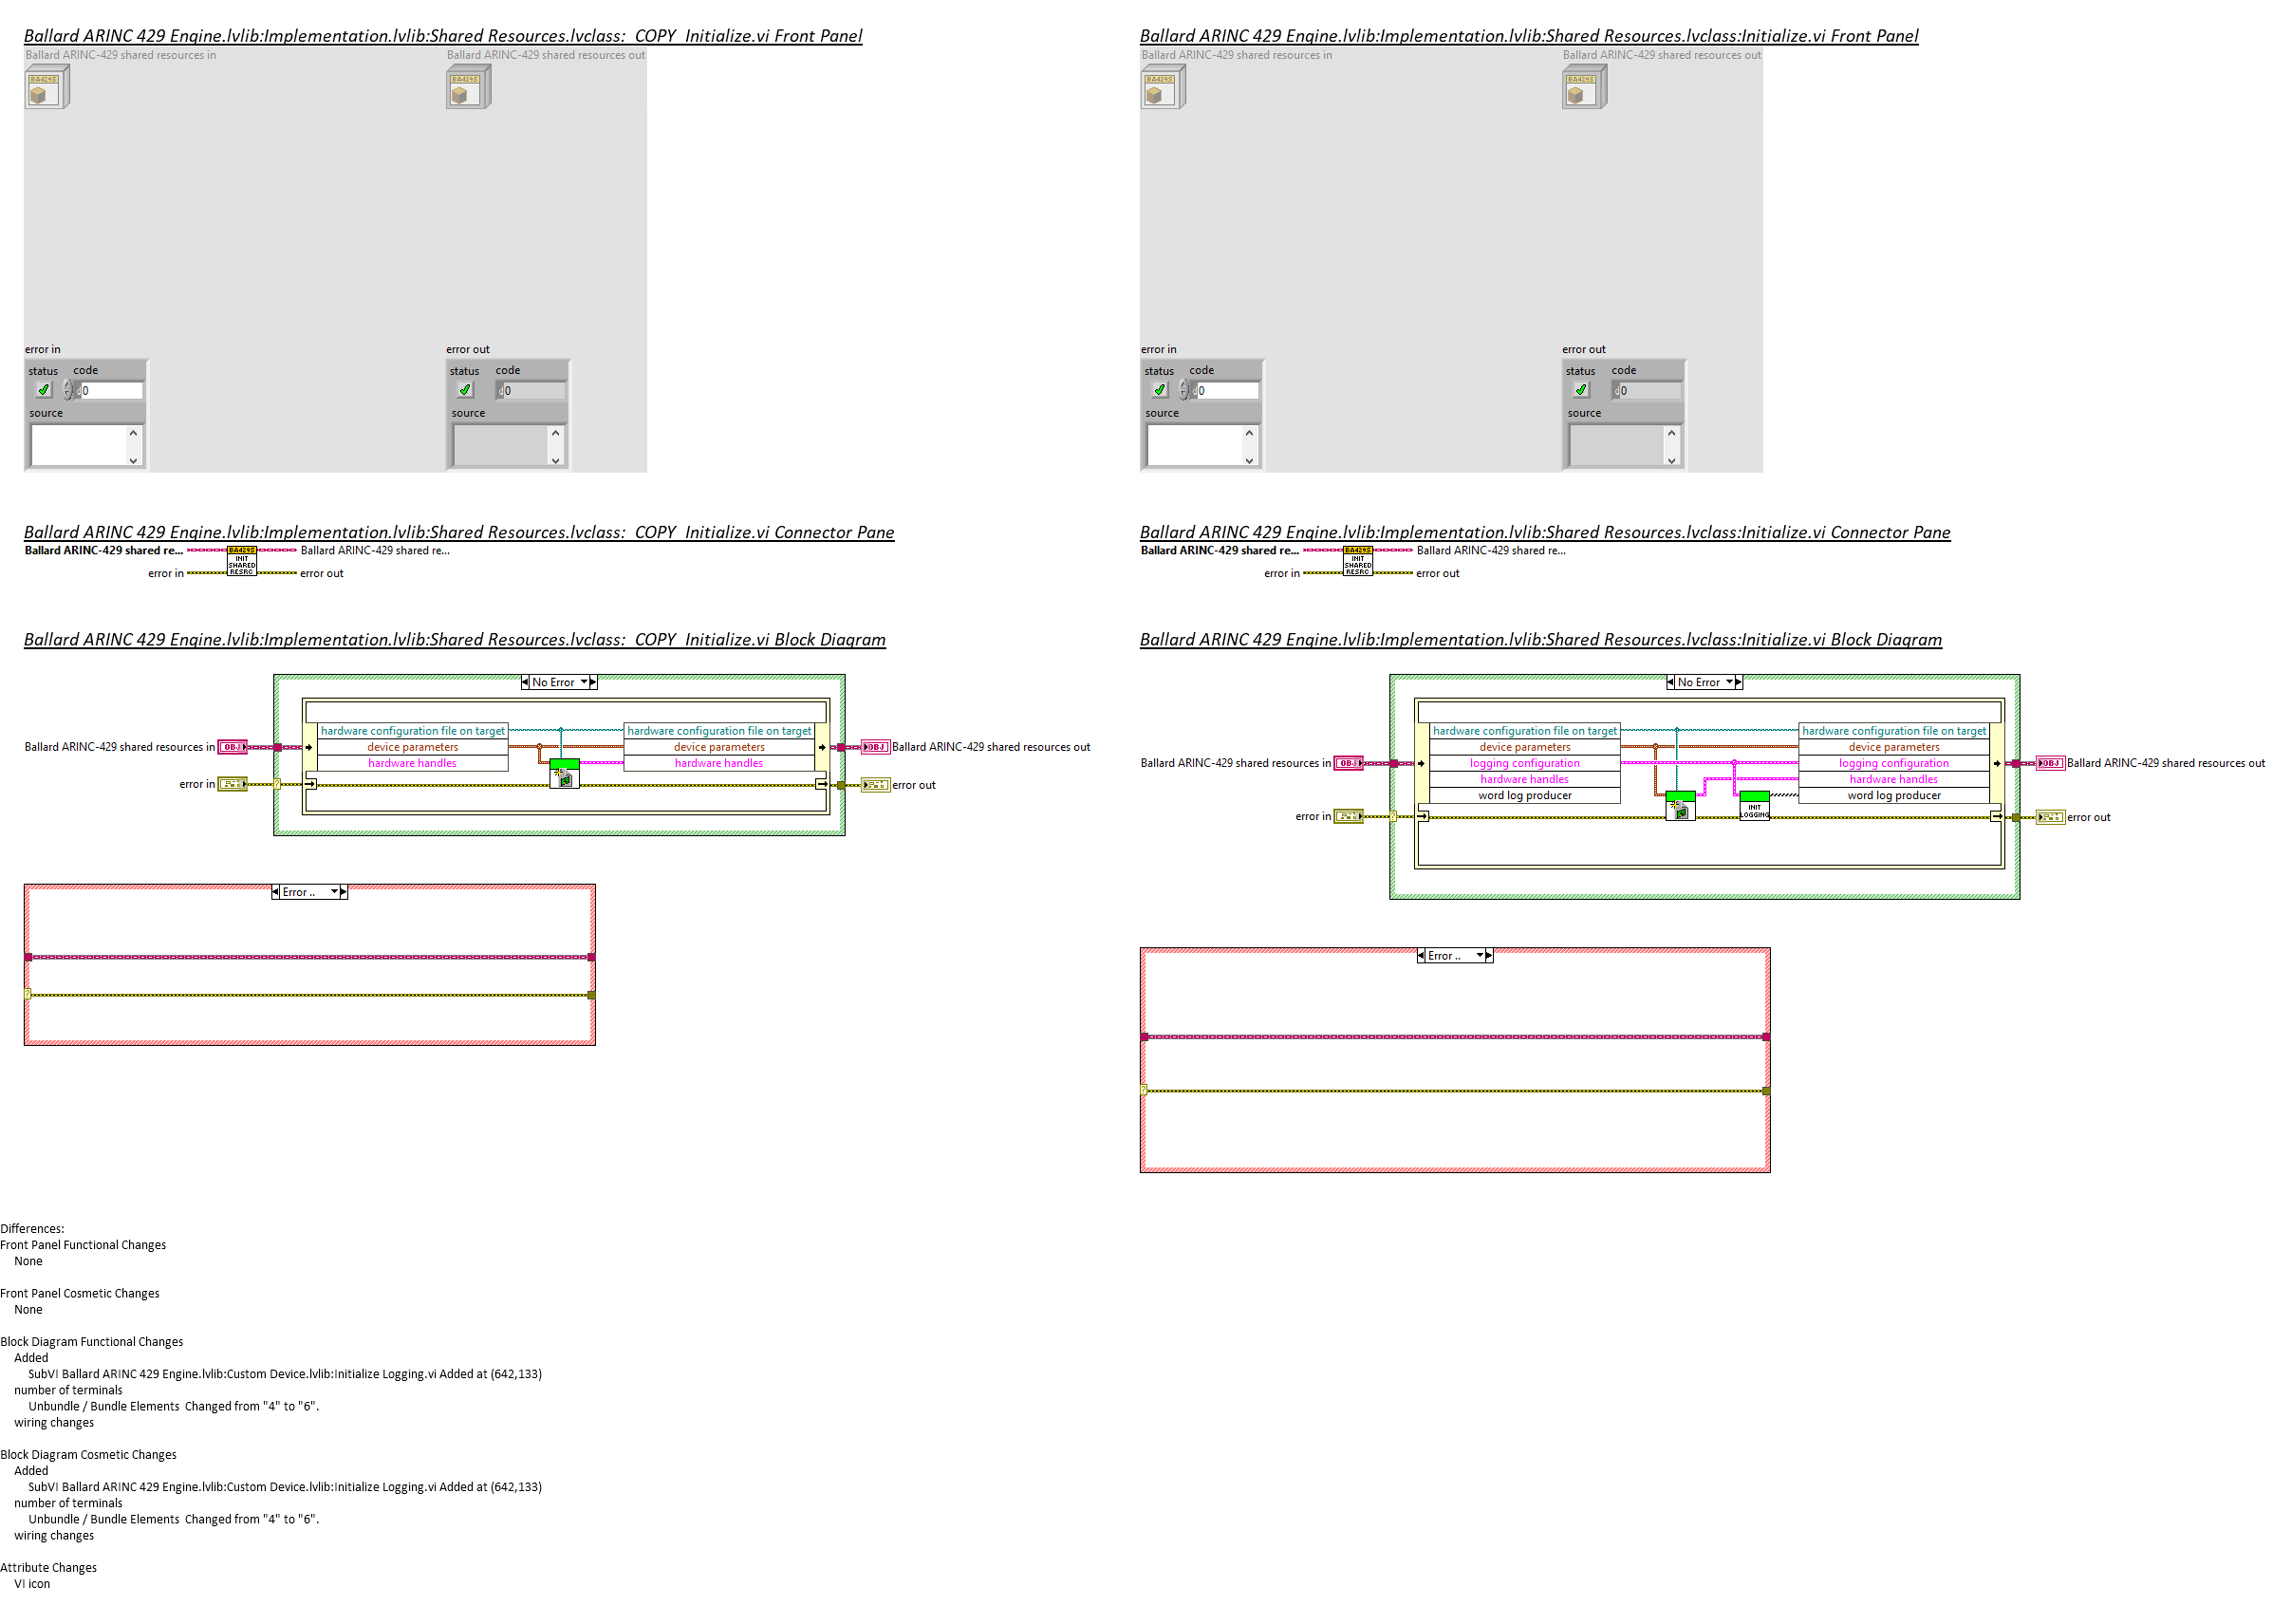 Ballard ARINC 429 Engine.lvlib:Implementation.lvlib:Shared Resources.lvclass:  COPY  Initialize.vi Front Panel
Ballard ARINC-429 shared resources in
Ballard ARINC-429 shared resources out
BA429S
BA429S
error in
error out
status
code
status
code
0
0
source
source
Ballard ARINC 429 Engine.lvlib:Implementation.lvlib:Shared Resources.lvclass:Initialize.vi Front Panel
Ballard ARINC-429 shared resources in
Ballard ARINC-429 shared resources out
BA429S
BA429S
error in
error out
status
code
status
code
0
0
source
source
Ballard ARINC 429 Engine.lvlib:Implementation.lvlib:Shared Resources.lvclass:  COPY  Initialize.vi Connector Pane
Ballard ARINC-429 shared re...
BA429S
INIT
SHARED
RESRC
Ballard ARINC-429 shared re...
error in
error out
Ballard ARINC 429 Engine.lvlib:Implementation.lvlib:Shared Resources.lvclass:Initialize.vi Connector Pane
Ballard ARINC-429 shared re...
BA429S
INIT
SHARED
RESRC
Ballard ARINC-429 shared re...
error in
error out
Ballard ARINC 429 Engine.lvlib:Implementation.lvlib:Shared Resources.lvclass:  COPY  Initialize.vi Block Diagram
No Error
hardware configuration file on target
hardware configuration file on target
Ballard ARINC-429 shared resources in
OBJ
device parameters
device parameters
OBJ
Ballard ARINC-429 shared resources out
hardware handles
hardware handles
error in
?
error out
Error ..
?
Ballard ARINC 429 Engine.lvlib:Implementation.lvlib:Shared Resources.lvclass:Initialize.vi Block Diagram
No Error
hardware configuration file on target
hardware configuration file on target
device parameters
device parameters
Ballard ARINC-429 shared resources in
OBJ
logging configuration
logging configuration
OBJ
Ballard ARINC-429 shared resources out
hardware handles
hardware handles
word log producer
word log producer
INIT
LOGGING
error in
?
error out
Error ..
?
Differences:
Front Panel Functional Changes
None
Front Panel Cosmetic Changes
None
Block Diagram Functional Changes
Added
SubVI Ballard ARINC 429 Engine.lvlib:Custom Device.lvlib:Initialize Logging.vi Added at (642,133)
number of terminals
Unbundle / Bundle Elements  Changed from "4" to "6".
wiring changes
Block Diagram Cosmetic Changes
Added
SubVI Ballard ARINC 429 Engine.lvlib:Custom Device.lvlib:Initialize Logging.vi Added at (642,133)
number of terminals
Unbundle / Bundle Elements  Changed from "4" to "6".
wiring changes
Attribute Changes
VI icon